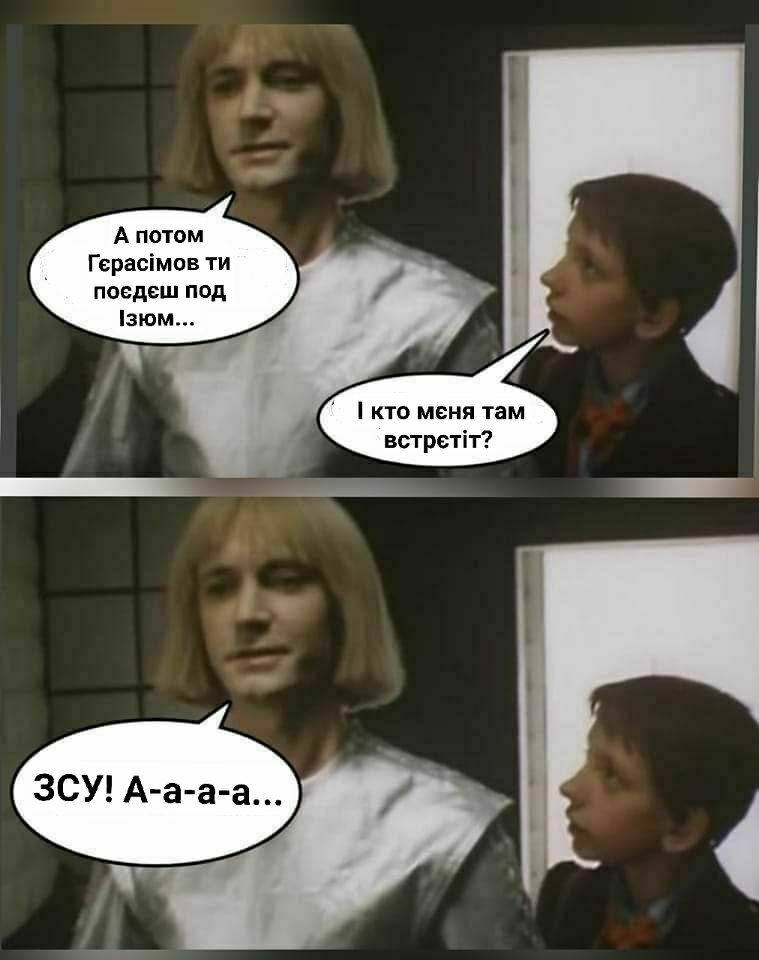 А потом
Гєрасімов ти
поєдєш под
Ізюм...
І кто мєня там
встрєтіт?
ЗСУ! А-а-а-а...